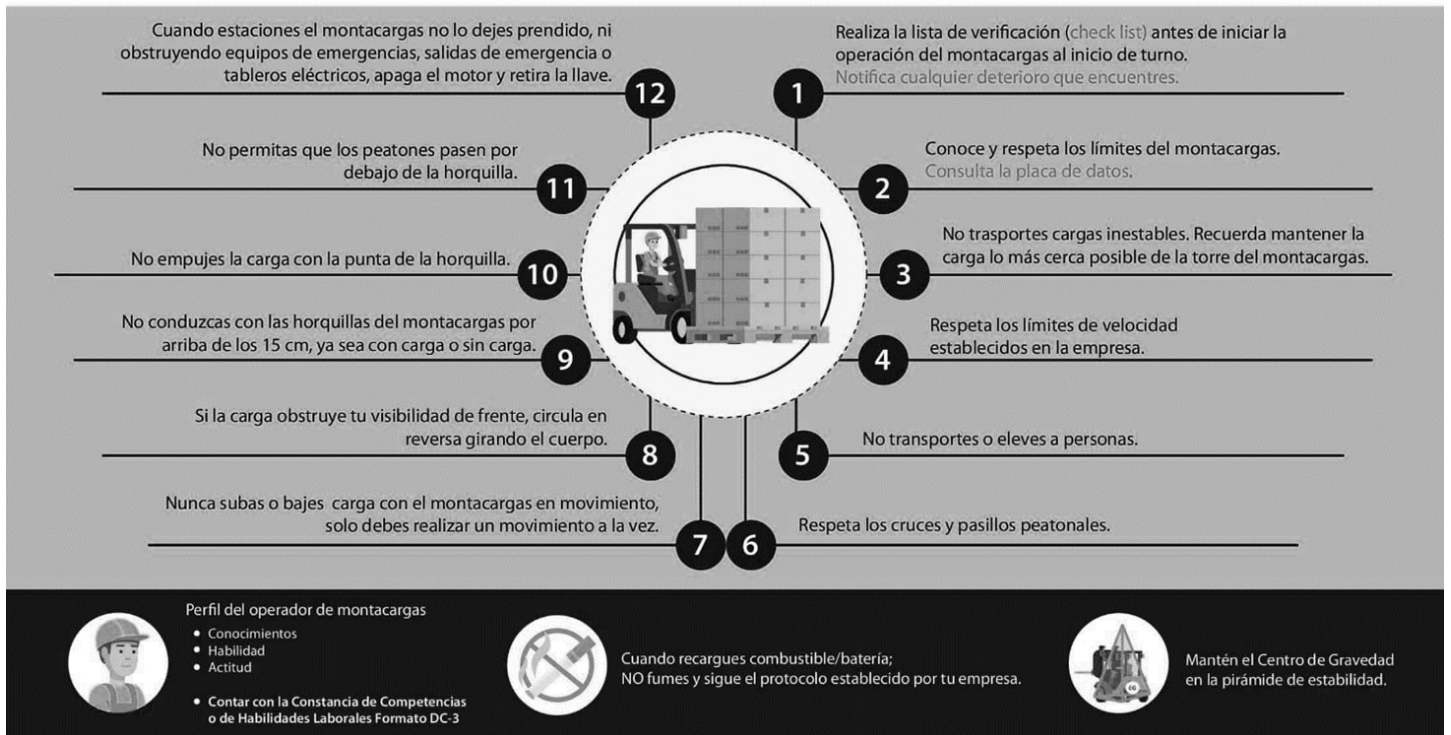 Realiza la lista de verificación (check list) antes de iniciar la
operación del montacargas al inicio de turno.
Notifica cualquier deterioro que encuentres.
1
Conoce y respeta los límites del montacargas.
Consulta la placa de datos.
2
No trasportes cargas inestables. Recuerda mantener la
carga lo más cerca posible de la torre del montacargas.
3
Respeta los límites de velocidad
establecidos en la empresa.
4
No transportes o eleves a personas.
5
Respeta los cruces y pasillos peatonales.
6
Nunca subas o bajes carga con el montacargas en movimiento,
solo debes realizar un movimiento a la vez.
7
Si la carga obstruye tu visibilidad de frente, circula en
reversa girando el cuerpo.
8
No conduzcas con las horquillas del montacargas por
arriba de los 15 cm, ya sea con carga o sin carga.
9
No empujes la carga con la punta de la horquilla.
10
No permitas que los peatones pasen por
debajo de la horquilla.
11
Cuando estaciones el montacargas no lo dejes prendido, ni
obstruyendo equipos de emergencias, salidas de emergencia o
tableros eléctricos, apaga el motor y retira la llave.
12
Perfil del operador de montacargas
• Conocimientos
• Habilidad
• Actitud
• Contar con la Constancia de Competencias
o de Habilidades Laborales Formato DC-3
Cuando recargues combustible/batería;
NO fumes y sigue el protocolo establecido por tu empresa.
CG
Mantén el Centro de Gravedad
en la pirámide de estabilidad.